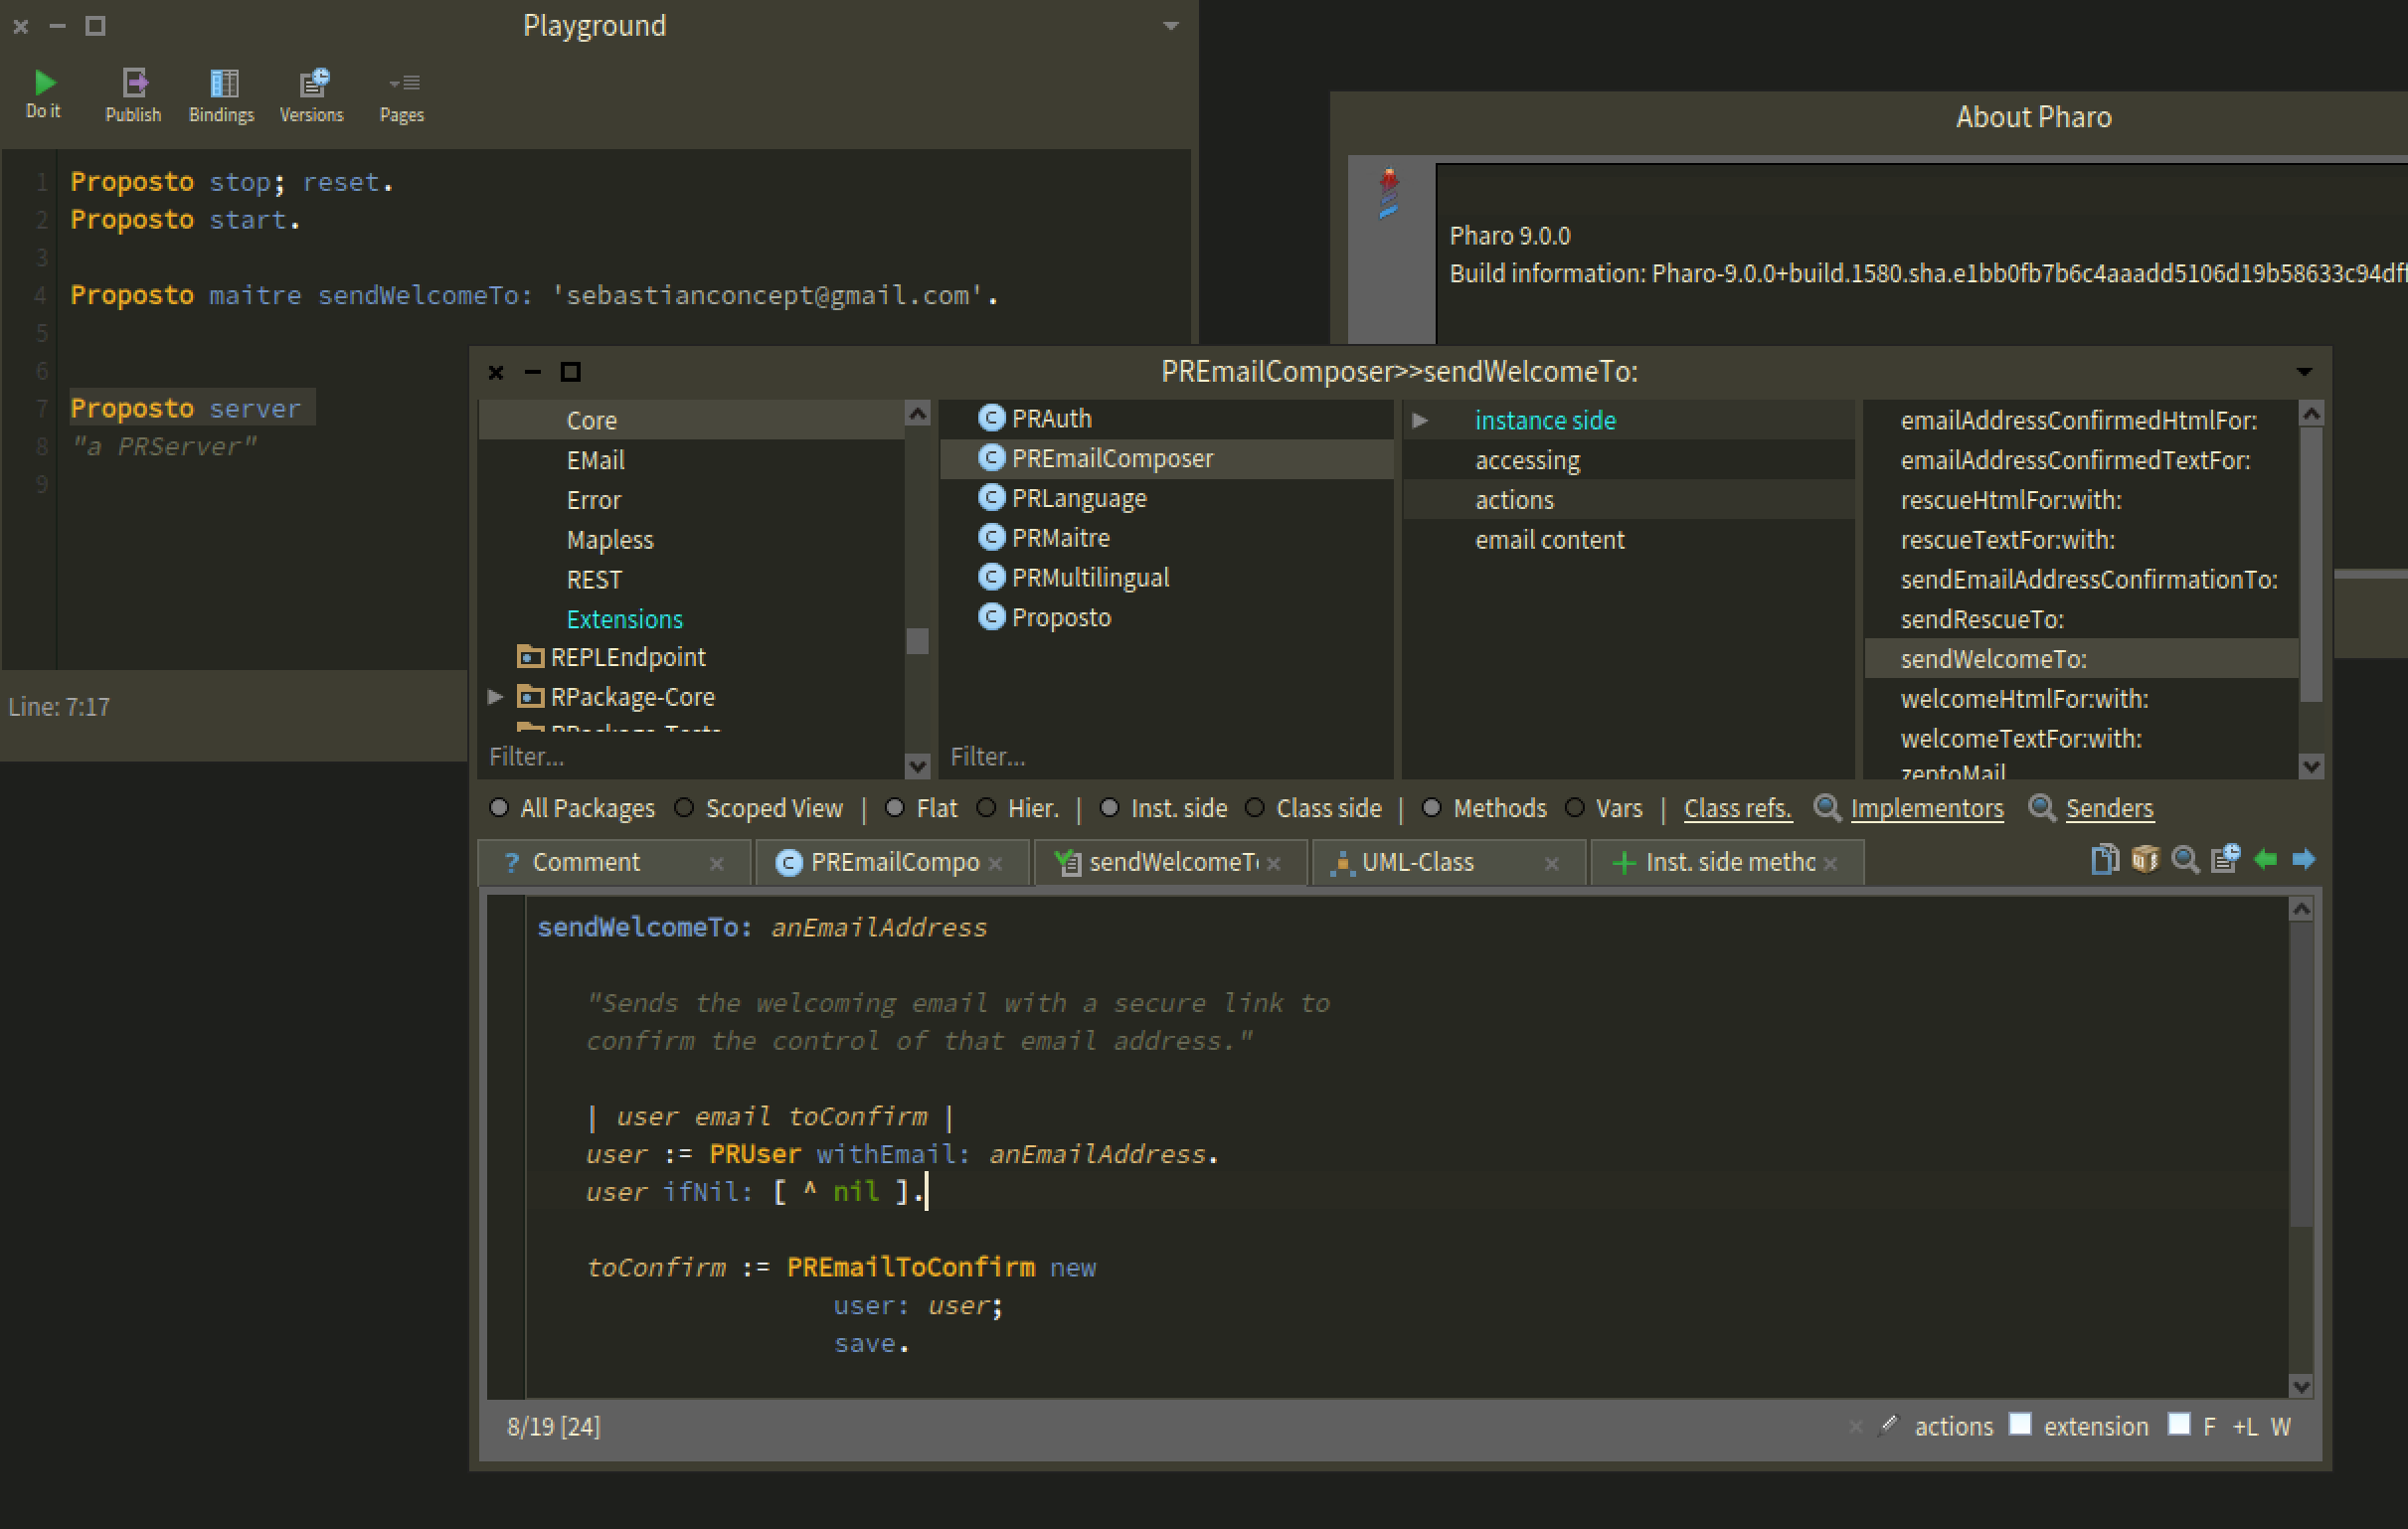 Playground
Do it
Publish
Bindings
Versions
Pages
1 Proposto stop; reset.
2 Proposto start.
3
4 Proposto maitre sendWelcomeTo: 'sebastianconcept@gmail.com'.
5
6
7 Proposto server
8 "a PRServer"
9
Line: 7:17
About Pharo
Pharo 9.0.0
Build information: Pharo-9.0.0+build.1580.sha.e1bb0fb7b6c4aaadd5106d19b58633c94dff
PREmailComposer>>sendWelcomeTo:
Core
EMail
Error
Mapless
REST
Extensions
REPLEndpoint
RPackage-Core
RPackage-Tests
Filter...
PRAuth
PREmailComposer
PRLanguage
PRMaitre
PRMultilingual
Proposto
Filter...
instance side
accessing
actions
email content
emailAddressConfirmedHtmlFor:
emailAddressConfirmedTextFor:
rescueHtmlFor:with:
rescueTextFor:with:
sendEmailAddressConfirmationTo:
sendRescueTo:
sendWelcomeTo:
welcomeHtmlFor:with:
welcomeTextFor:with:
zeptoMail
All Packages Scoped View | Flat Hier. | Inst. side Class side | Methods Vars | Class refs. Implementors Senders
? Comment
C PREmailCompo
sendWelcomeT
UML-Class
Inst. side methc
sendWelcomeTo: anEmailAddress
"Sends the welcoming email with a secure link to
confirm the control of that email address."
| user email toConfirm |
user := PRUser withEmail: anEmailAddress.
user ifNil: [ ^ nil ].
toConfirm := PREmailToConfirm new
user: user;
save.
8/19 [24]
actions extension F +L W